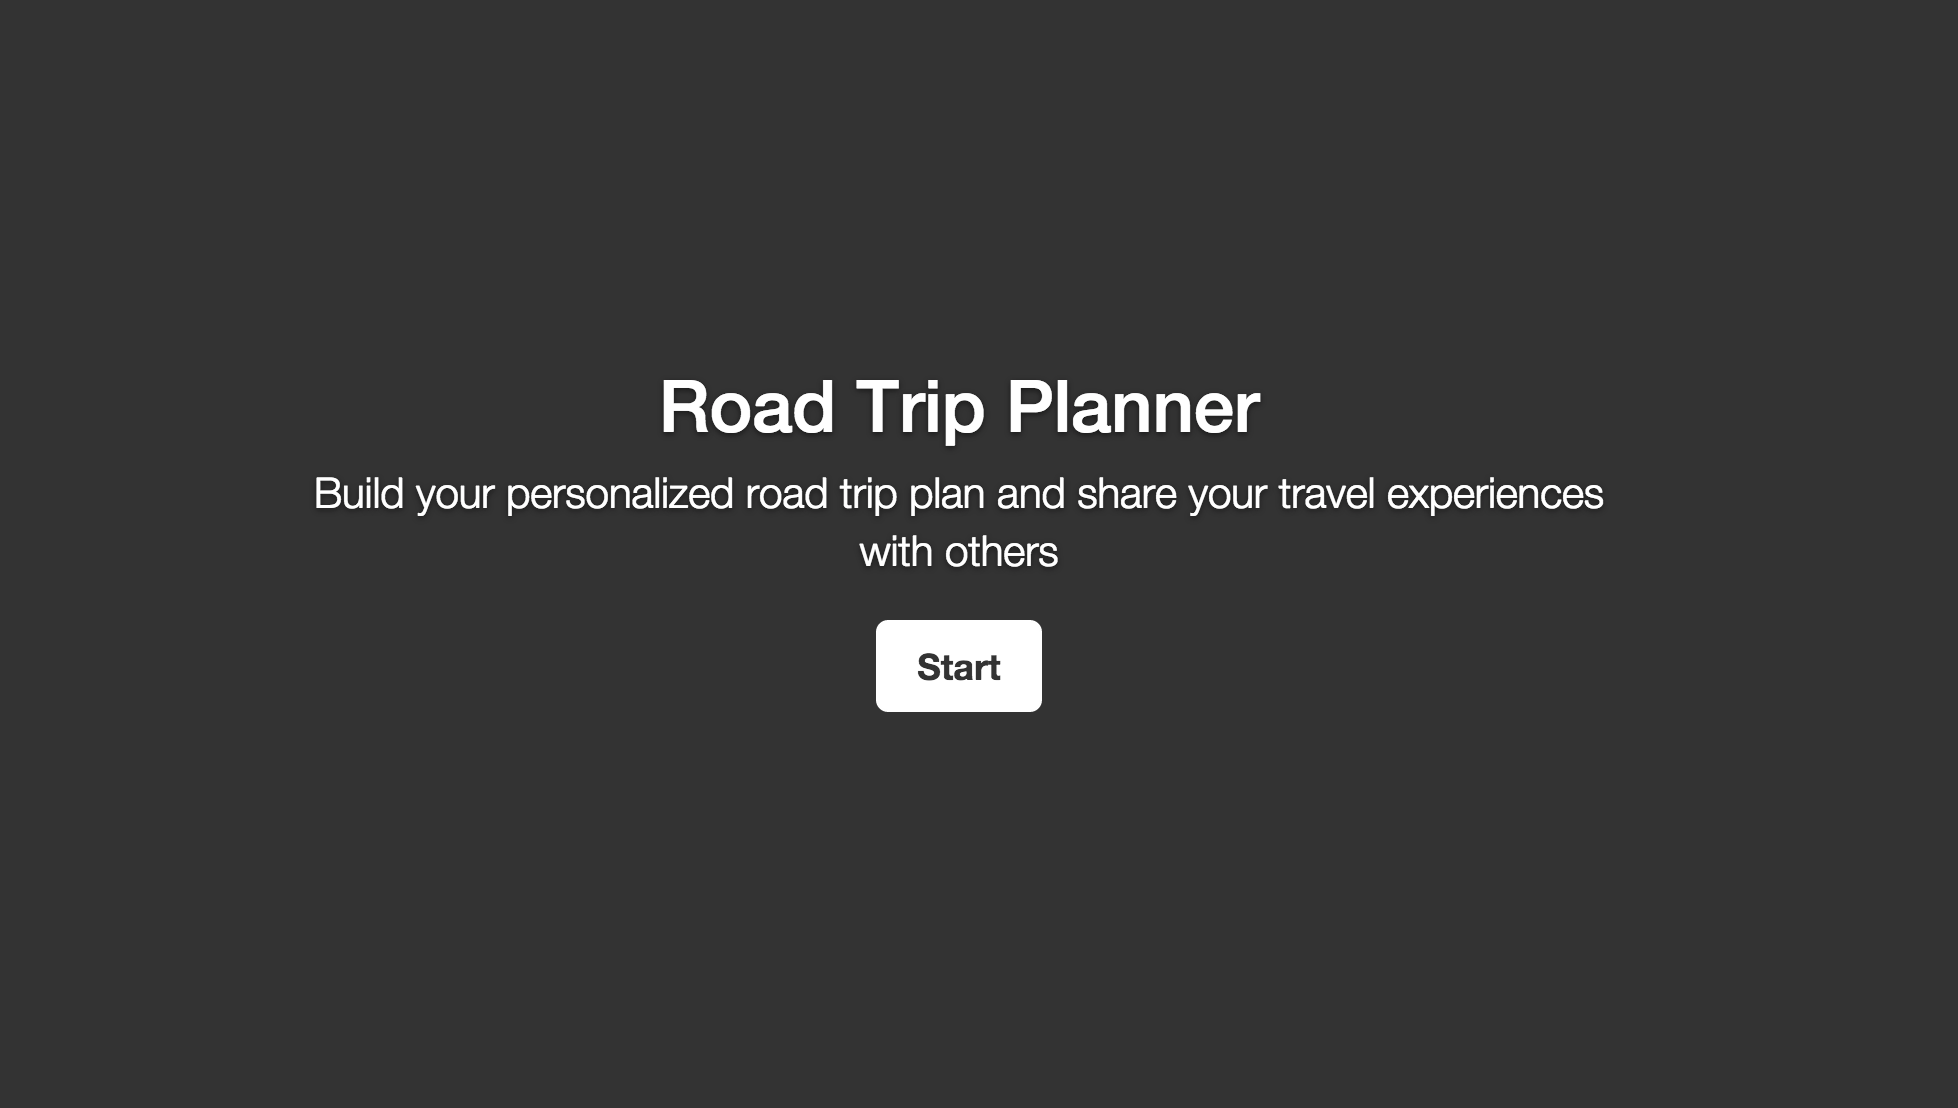 Road Trip Planner
Build your personalized road trip plan and share your travel experiences
with others
Start